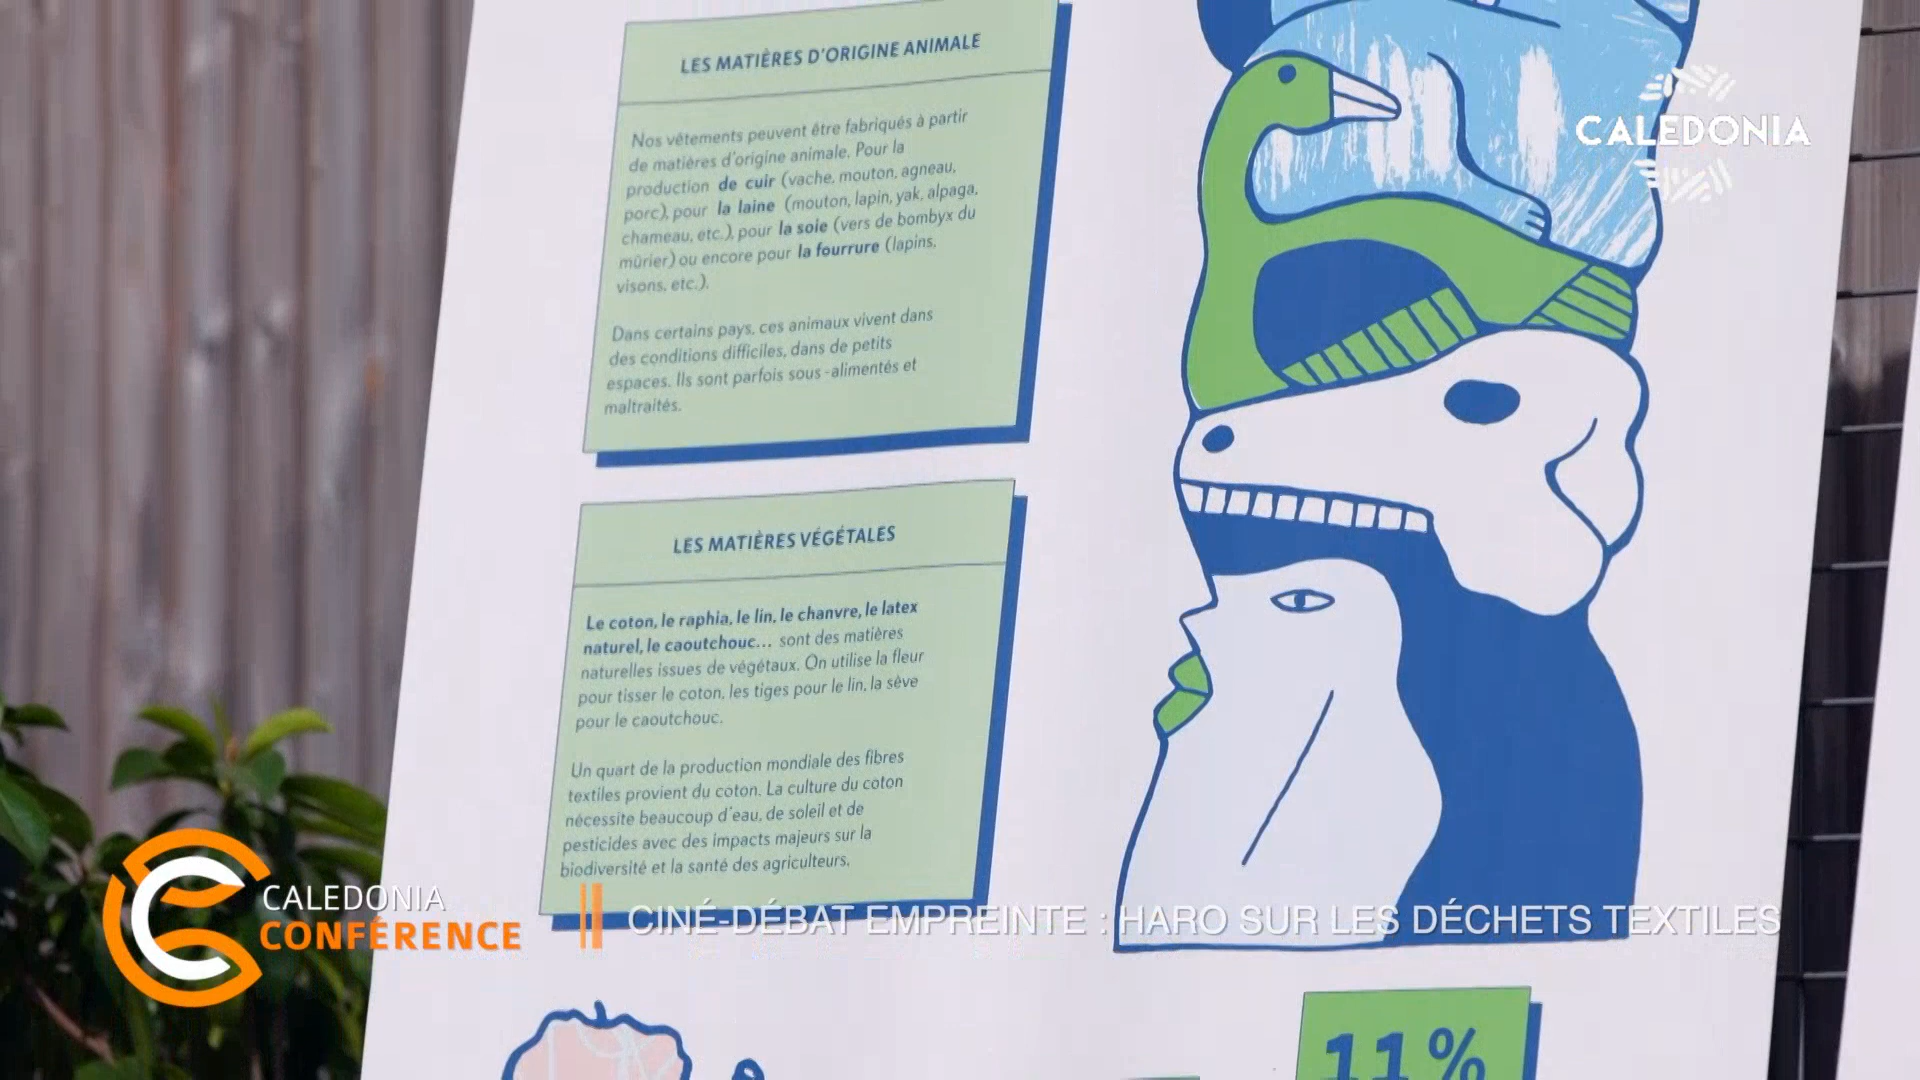 LES MATIÈRES D'ORIGINE ANIMALE
Nos vêtements peuvent être fabriqués à partir
de matières d'origine animale. Pour la
production de cuir (vache, mouton, agneau,
porc), pour la laine (mouton, lapin, yak, alpaga,
chameau, etc.), pour la soie (vers de bombyx du
mûrier) ou encore pour la fourrure (lapins,
visons, etc.).
Dans certains pays, ces animaux vivent dans
des conditions difficiles, dans de petits
espaces. Ils sont parfois sous-alimentés et
maltraités.
CALEDONIA
LES MATIÈRES VÉGÉTALES
Le coton, le raphia, le lin, le chanvre, le latex
naturel, le caoutchouc... sont des matières
naturelles issues de végétaux. On utilise la fleur
pour tisser le coton, les tiges pour le lin, la sève
pour le caoutchouc.
Un quart de la production mondiale des fibres
textiles provient du coton. La culture du coton
nécessite beaucoup d'eau, de soleil et de
pesticides avec des impacts majeurs sur la
biodiversité et la santé des agriculteurs.
CALEDONIA
CONFÉRENCE
CINÉ-DÉBAT EMPREINTE : HARO SUR LES DÉCHETS TEXTILES
11%